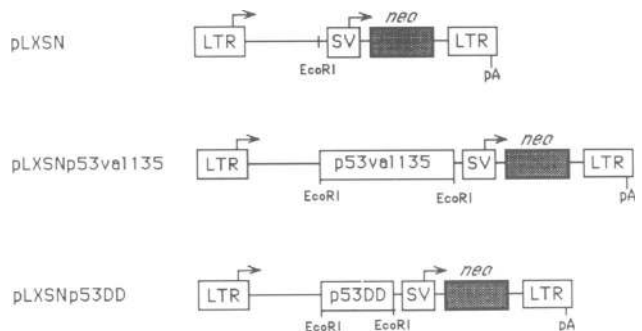 neo
pLXSN LTR SV LTR
EcoRI pA
neo
pLXSNp53val135 LTR p53val135 SV LTR
EcoRI EcoRI pA
neo
pLXSNp53DD LTR p53DD SV LTR
EcoRI EcoRI pA